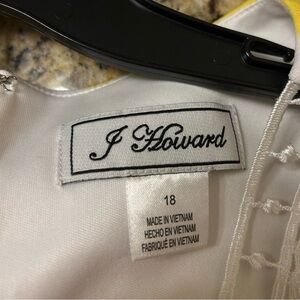 J Howard
18
MADE IN VIETNAM
HECHO EN VIETNAM
FABRIQUÉ EN VIETNAM